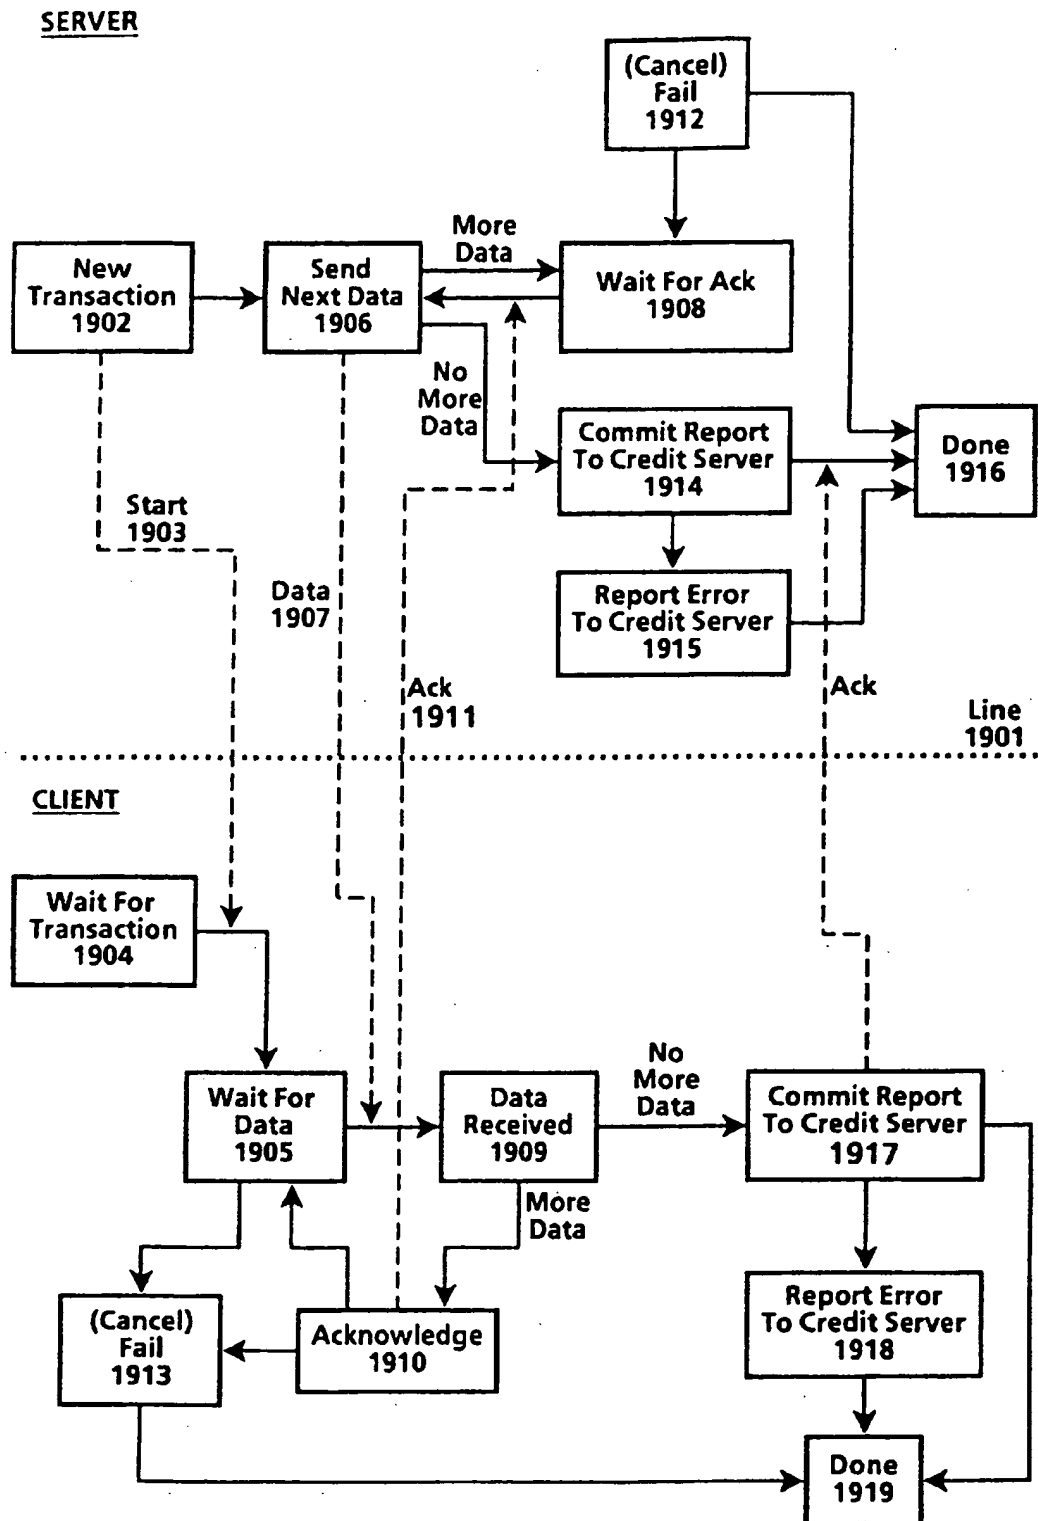 SERVER
(Cancel)
Fail
1912
More
Data
New
Transaction
1902
Send
Next Data
1906
Wait For Ack
1908
No
More
Data
Commit Report
To Credit Server
1914
Done
1916
Start
1903
Data
1907
Report Error
To Credit Server
1915
Ack
1911
Ack
Line
1901
CLIENT
Wait For
Transaction
1904
Wait For
Data
1905
Data
Received
1909
No
More
Data
Commit Report
To Credit Server
1917
More
Data
(Cancel)
Fail
1913
Acknowledge
1910
Report Error
To Credit Server
1918
Done
1919